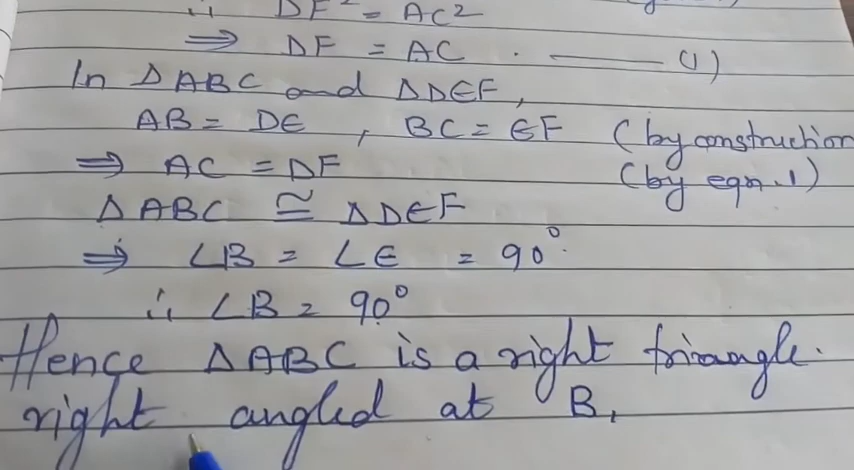 ∴ DF² = AC²
⇒ DF = AC . —— (1)
In ΔABC and ΔDEF,
AB = DE , BC = EF (by construction
⇒ AC = DF (by eqn. 1)
ΔABC ≅ ΔDEF
⇒ ∠B = ∠E = 90°.
∴ ∠B = 90°
Hence ΔABC is a right triangle.
right angled at B,